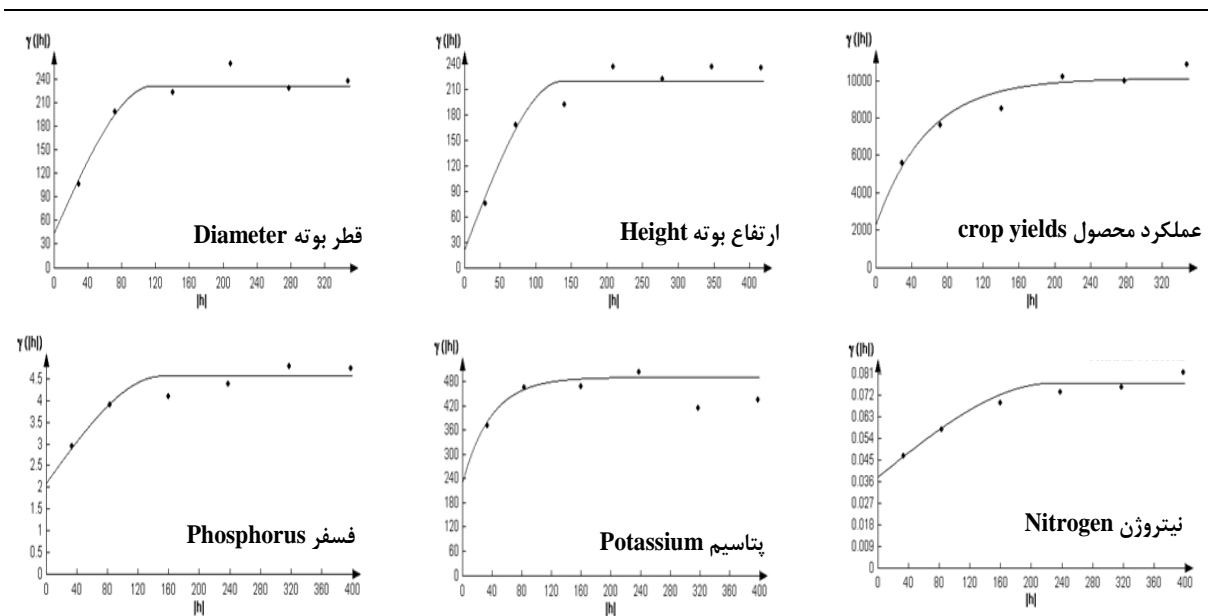 γ(|h|)
240
210
180
150
120
90
60
30
0
0 40 80 120 160 200 240 280 320
|h|
قطر بوته Diameter
γ(|h|)
240
210
180
150
120
90
60
30
0
0 50 100 150 200 250 300 350 400
|h|
ارتفاع بوته Height
γ(|h|)
10000
8000
6000
4000
2000
0
0 40 80 120 160 200 240 280 320
|h|
عملکرد محصول crop yields
γ(|h|)
4.5
4
3.5
3
2.5
2
1.5
1
0.5
0
0 40 80 120 160 200 240 280 320 360 400
|h|
فسفر Phosphorus
γ(|h|)
480
420
360
300
240
180
120
60
0
0 40 80 120 160 200 240 280 320 360 400
|h|
پتاسیم Potassium
γ(|h|)
0.081
0.072
0.063
0.054
0.045
0.036
0.027
0.018
0.009
0
0 40 80 120 160 200 240 280 320 360 400
|h|
نیتروژن Nitrogen